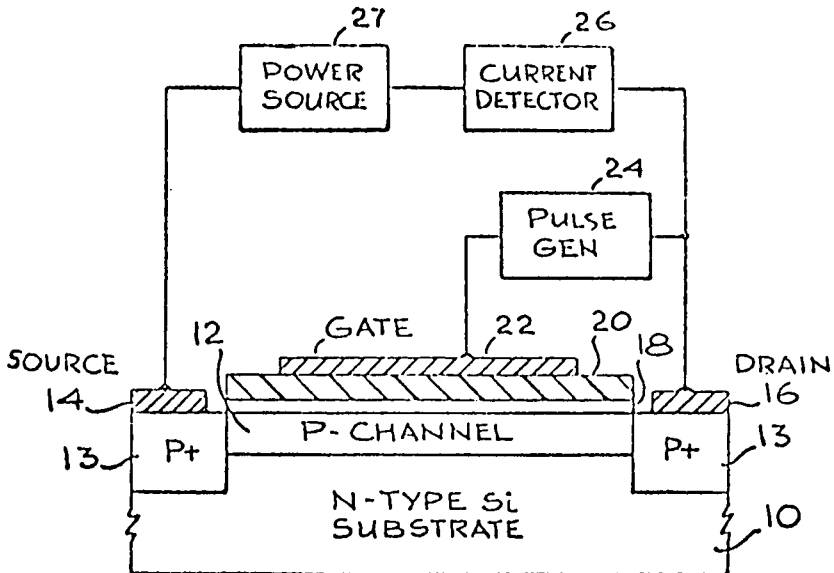 27
26
POWER
SOURCE
CURRENT
DETECTOR
24
PULSE
GEN
12
GATE
22
20
18
SOURCE
DRAIN
14
16
P-CHANNEL
13
P+
P+
13
N-TYPE Si
SUBSTRATE
10